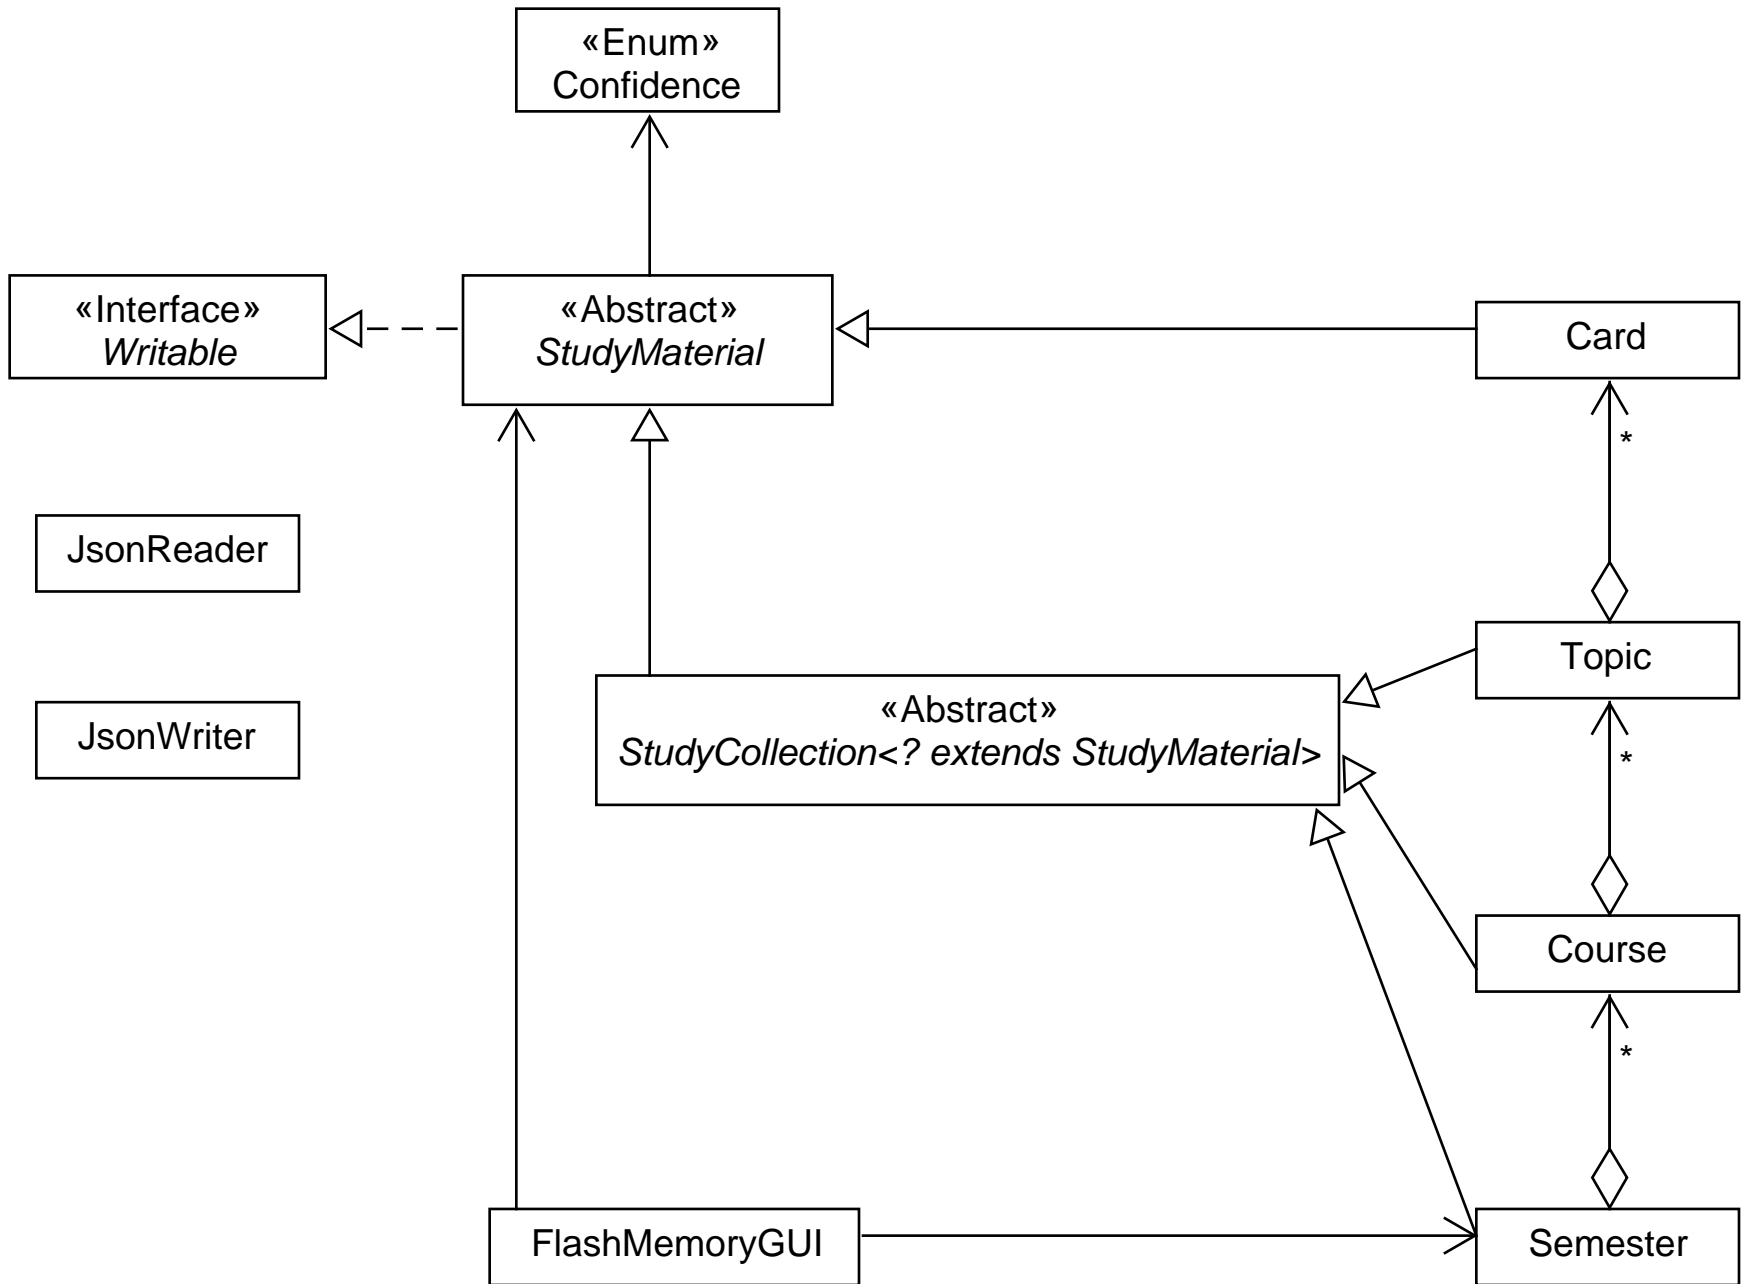 «Enum»
Confidence
«Interface»
Writable
«Abstract»
StudyMaterial
Card
*
JsonReader
Topic
«Abstract»
StudyCollection<? extends StudyMaterial>
JsonWriter
*
Course
*
FlashMemoryGUI
Semester